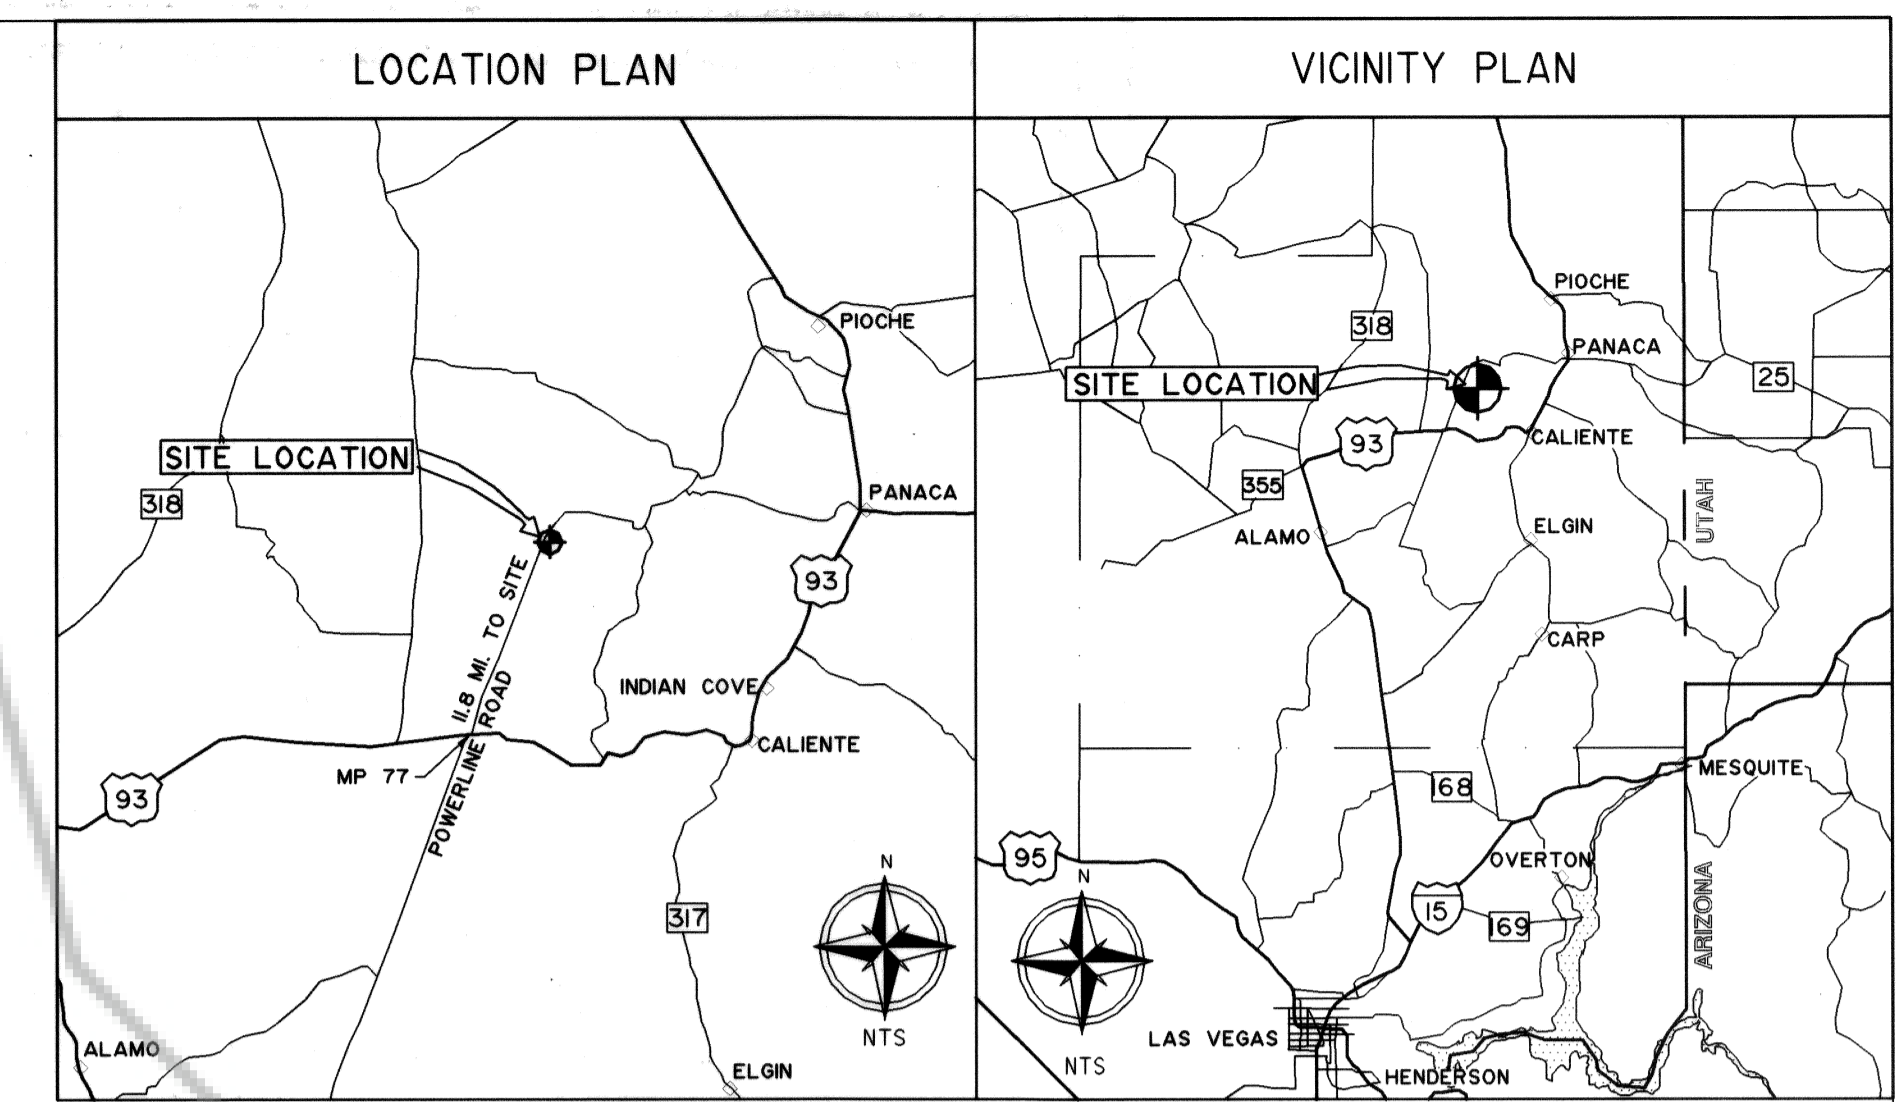 LOCATION PLAN
PIOCHE
SITE LOCATION
318
PANACA
93
11.8 MI. TO SITE
POWERLINE ROAD
INDIAN COVE
CALIENTE
MP 77
93
317
N
NTS
ALAMO
ELGIN
VICINITY PLAN
PIOCHE
318
PANACA
SITE LOCATION
25
93
CALIENTE
355
UTAH
ALAMO
ELGIN
CARP
MESQUITE
168
95
OVERTON
N
15
169
ARIZONA
LAS VEGAS
NTS
HENDERSON